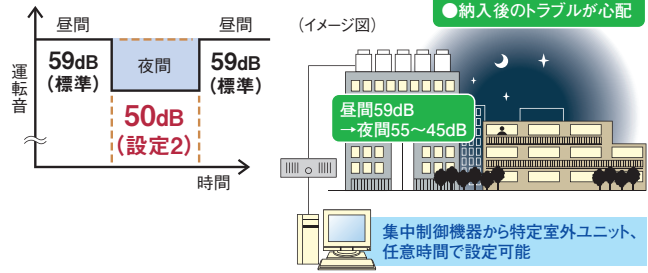 昼間
昼間
59dB
(標準)
夜間
59dB
(標準)
運転音
50dB
(設定2)
時間
●納入後のトラブルが心配
(イメージ図)
昼間59dB
→夜間55〜45dB
集中制御機器から特定室外ユニット、
任意時間で設定可能